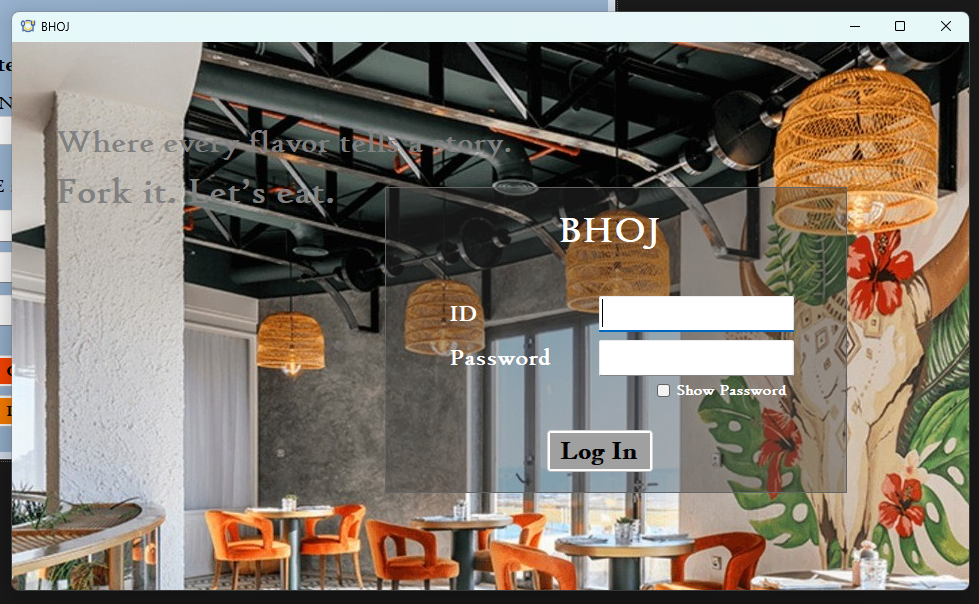 BHOJ
Where every flavor tells a story.
Fork it. Let's eat.
BHOJ
ID
Password
Show Password
Log In